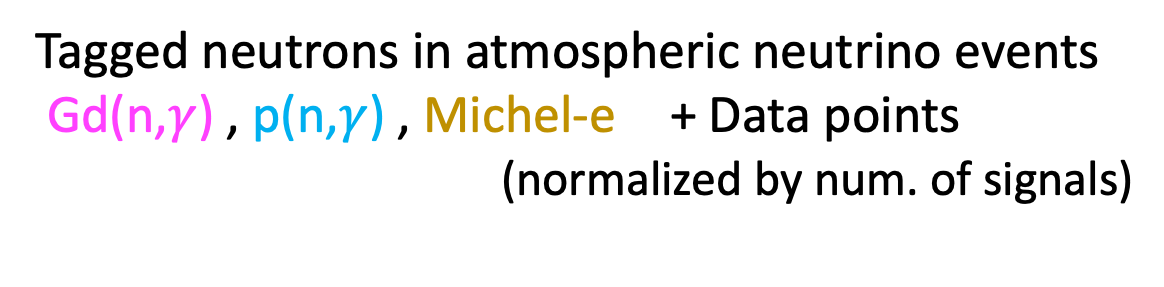 Tagged neutrons in atmospheric neutrino events
Gd(n,γ) , p(n,γ) , Michel-e + Data points
(normalized by num. of signals)